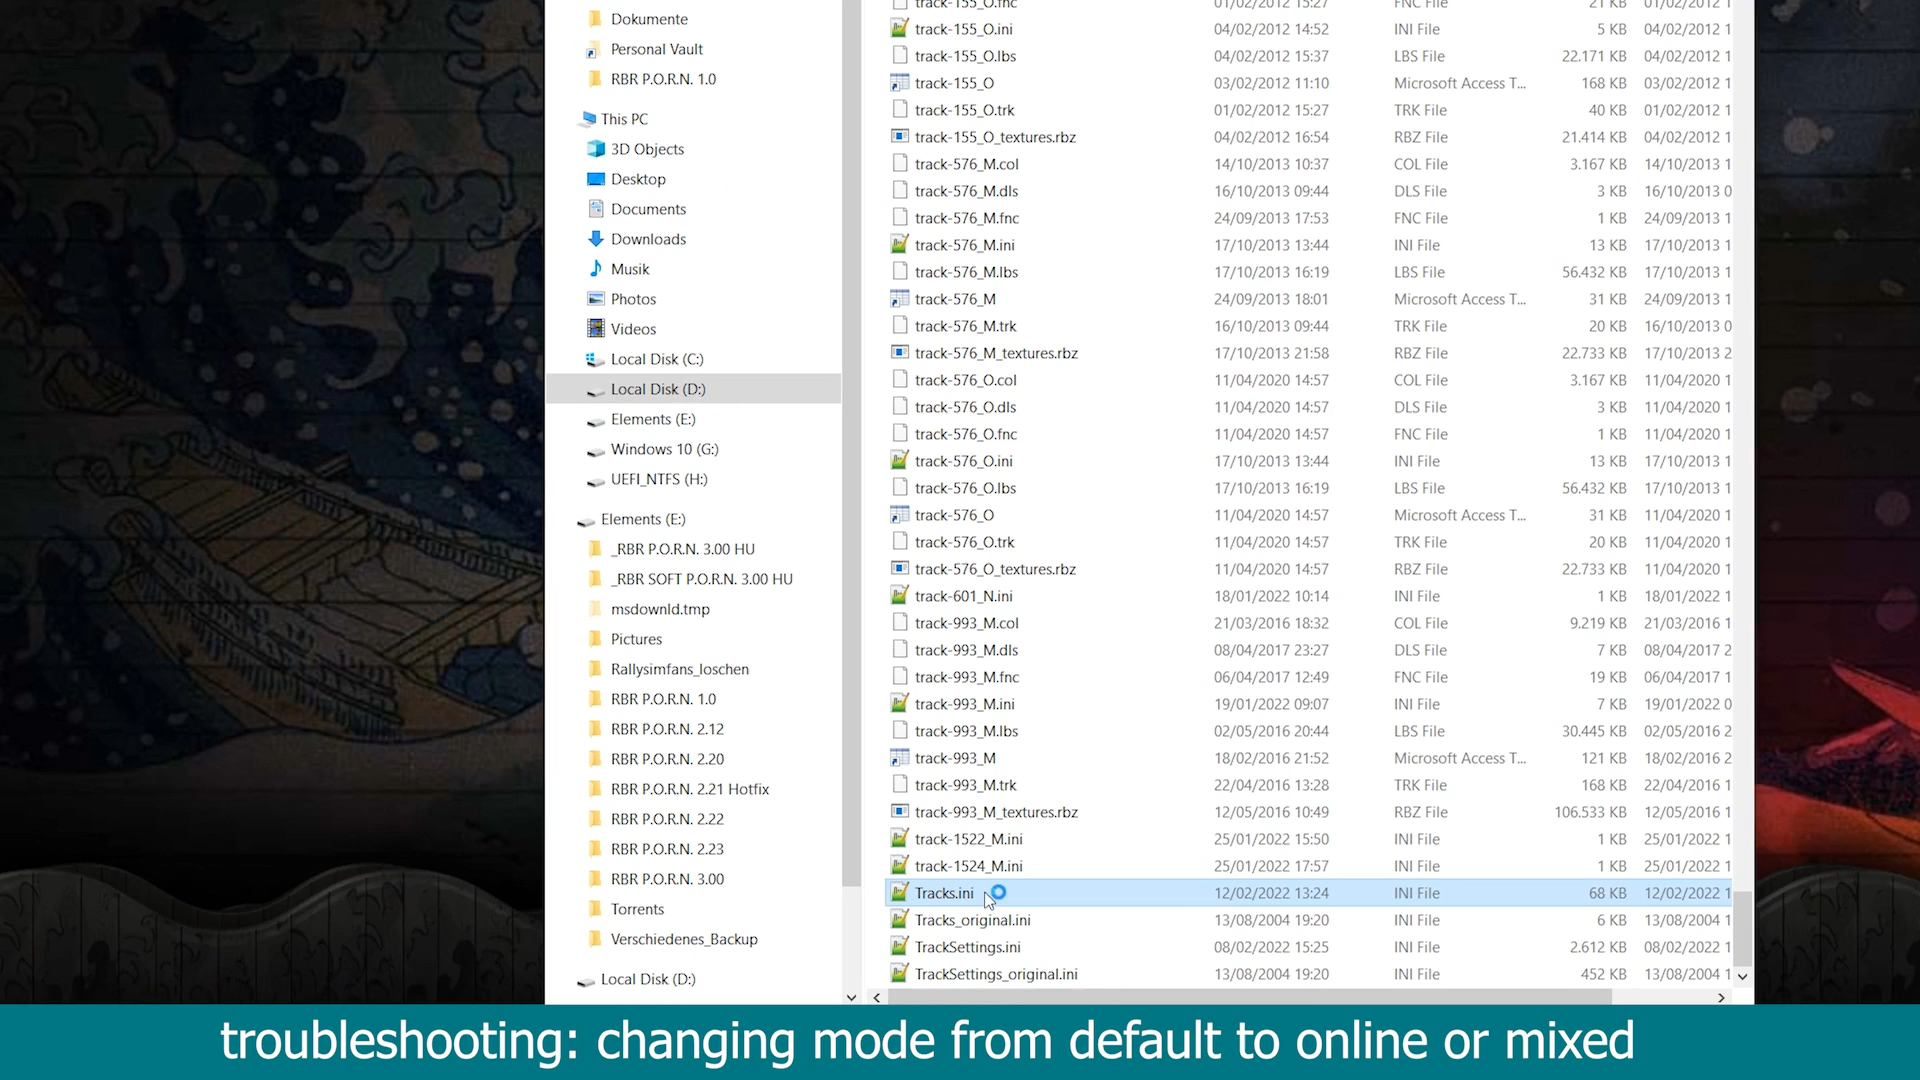 Dokumente
Personal Vault
RBR P.O.R.N. 1.0
This PC
3D Objects
Desktop
Documents
Downloads
Musik
Photos
Videos
Local Disk (C:)
Local Disk (D:)
Elements (E:)
Windows 10 (G:)
UEFI_NTFS (H:)
Elements (E:)
_RBR P.O.R.N. 3.00 HU
_RBR SOFT P.O.R.N. 3.00 HU
msdownld.tmp
Pictures
Rallysimfans_loschen
RBR P.O.R.N. 1.0
RBR P.O.R.N. 2.12
RBR P.O.R.N. 2.20
RBR P.O.R.N. 2.21 Hotfix
RBR P.O.R.N. 2.22
RBR P.O.R.N. 2.23
RBR P.O.R.N. 3.00
Torrents
Verschiedenes_Backup
Local Disk (D:)
track-155_O.fnc 01/02/2012 15:27 FNC File 21 KB 01/02/2012 1
track-155_O.ini 04/02/2012 14:52 INI File 5 KB 04/02/2012 1
track-155_O.lbs 04/02/2012 15:37 LBS File 22.171 KB 04/02/2012 1
track-155_O 03/02/2012 11:10 Microsoft Access T... 168 KB 03/02/2012 1
track-155_O.trk 01/02/2012 15:27 TRK File 40 KB 01/02/2012 1
track-155_O_textures.rbz 04/02/2012 16:54 RBZ File 21.414 KB 04/02/2012 1
track-576_M.col 14/10/2013 10:37 COL File 3.167 KB 14/10/2013 1
track-576_M.dls 16/10/2013 09:44 DLS File 3 KB 16/10/2013 0
track-576_M.fnc 24/09/2013 17:53 FNC File 1 KB 24/09/2013 1
track-576_M.ini 17/10/2013 13:44 INI File 13 KB 17/10/2013 1
track-576_M.lbs 17/10/2013 16:19 LBS File 56.432 KB 17/10/2013 1
track-576_M 24/09/2013 18:01 Microsoft Access T... 31 KB 24/09/2013 1
track-576_M.trk 16/10/2013 09:44 TRK File 20 KB 16/10/2013 0
track-576_M_textures.rbz 17/10/2013 21:58 RBZ File 22.733 KB 17/10/2013 2
track-576_O.col 11/04/2020 14:57 COL File 3.167 KB 11/04/2020 1
track-576_O.dls 11/04/2020 14:57 DLS File 3 KB 11/04/2020 1
track-576_O.fnc 11/04/2020 14:57 FNC File 1 KB 11/04/2020 1
track-576_O.ini 17/10/2013 13:44 INI File 13 KB 17/10/2013 1
track-576_O.lbs 17/10/2013 16:19 LBS File 56.432 KB 17/10/2013 1
track-576_O 11/04/2020 14:57 Microsoft Access T... 31 KB 11/04/2020 1
track-576_O.trk 11/04/2020 14:57 TRK File 20 KB 11/04/2020 1
track-576_O_textures.rbz 11/04/2020 14:57 RBZ File 22.733 KB 11/04/2020 1
track-601_N.ini 18/01/2022 10:14 INI File 1 KB 18/01/2022 1
track-993_M.col 21/03/2016 18:32 COL File 9.219 KB 21/03/2016 1
track-993_M.dls 08/04/2017 23:27 DLS File 7 KB 08/04/2017 2
track-993_M.fnc 06/04/2017 12:49 FNC File 19 KB 06/04/2017 1
track-993_M.ini 19/01/2022 09:07 INI File 7 KB 19/01/2022 0
track-993_M.lbs 02/05/2016 20:44 LBS File 30.445 KB 02/05/2016 2
track-993_M 18/02/2016 21:52 Microsoft Access T... 121 KB 18/02/2016 2
track-993_M.trk 22/04/2016 13:28 TRK File 168 KB 22/04/2016 1
track-993_M_textures.rbz 12/05/2016 10:49 RBZ File 106.533 KB 12/05/2016 1
track-1522_M.ini 25/01/2022 15:50 INI File 1 KB 25/01/2022 1
track-1524_M.ini 25/01/2022 17:57 INI File 1 KB 25/01/2022 1
Tracks.ini 12/02/2022 13:24 INI File 68 KB 12/02/2022 1
Tracks_original.ini 13/08/2004 19:20 INI File 6 KB 13/08/2004 1
TrackSettings.ini 08/02/2022 15:25 INI File 2.612 KB 08/02/2022 1
TrackSettings_original.ini 13/08/2004 19:20 INI File 452 KB 13/08/2004 1
troubleshooting: changing mode from default to online or mixed